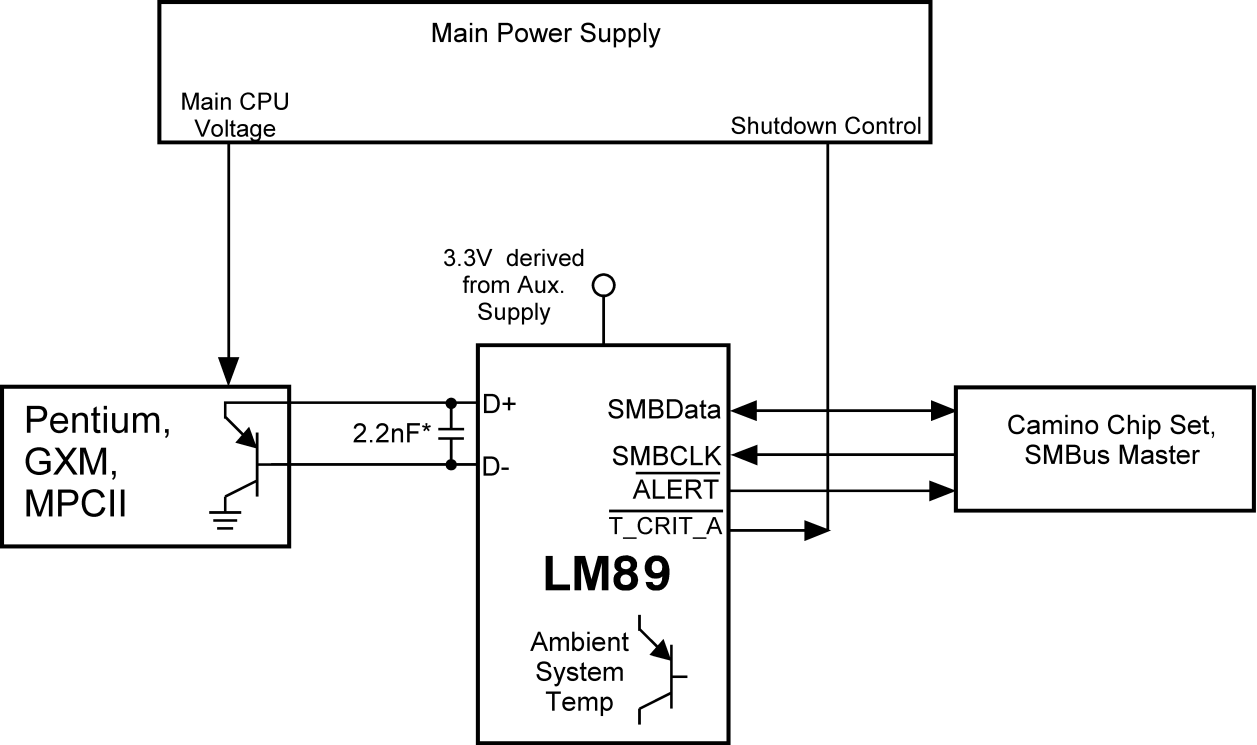 Main Power Supply
Main CPU
Voltage
Shutdown Control
3.3V derived
from Aux.
Supply
Pentium,
GXM,
MPCII
2.2nF*
D+
D-
SMBData
SMBCLK
ALERT
T_CRIT_A
LM89
Ambient
System
Temp
Camino Chip Set,
SMBus Master